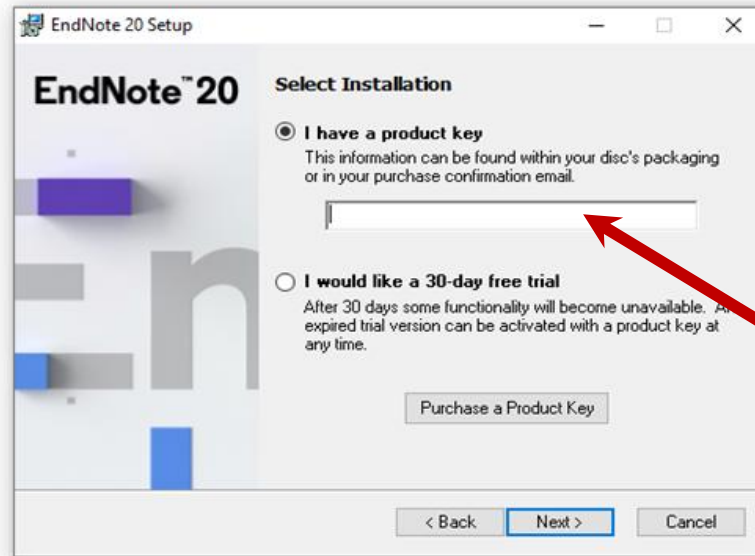 EndNote 20 Setup
EndNote™20
Select Installation
I have a product key
This information can be found within your disc's packaging
or in your purchase confirmation email.
I would like a 30-day free trial
After 30 days some functionality will become unavailable.
expired trial version can be activated with a product key at
any time.
Purchase a Product Key
< Back
Next >
Cancel
En